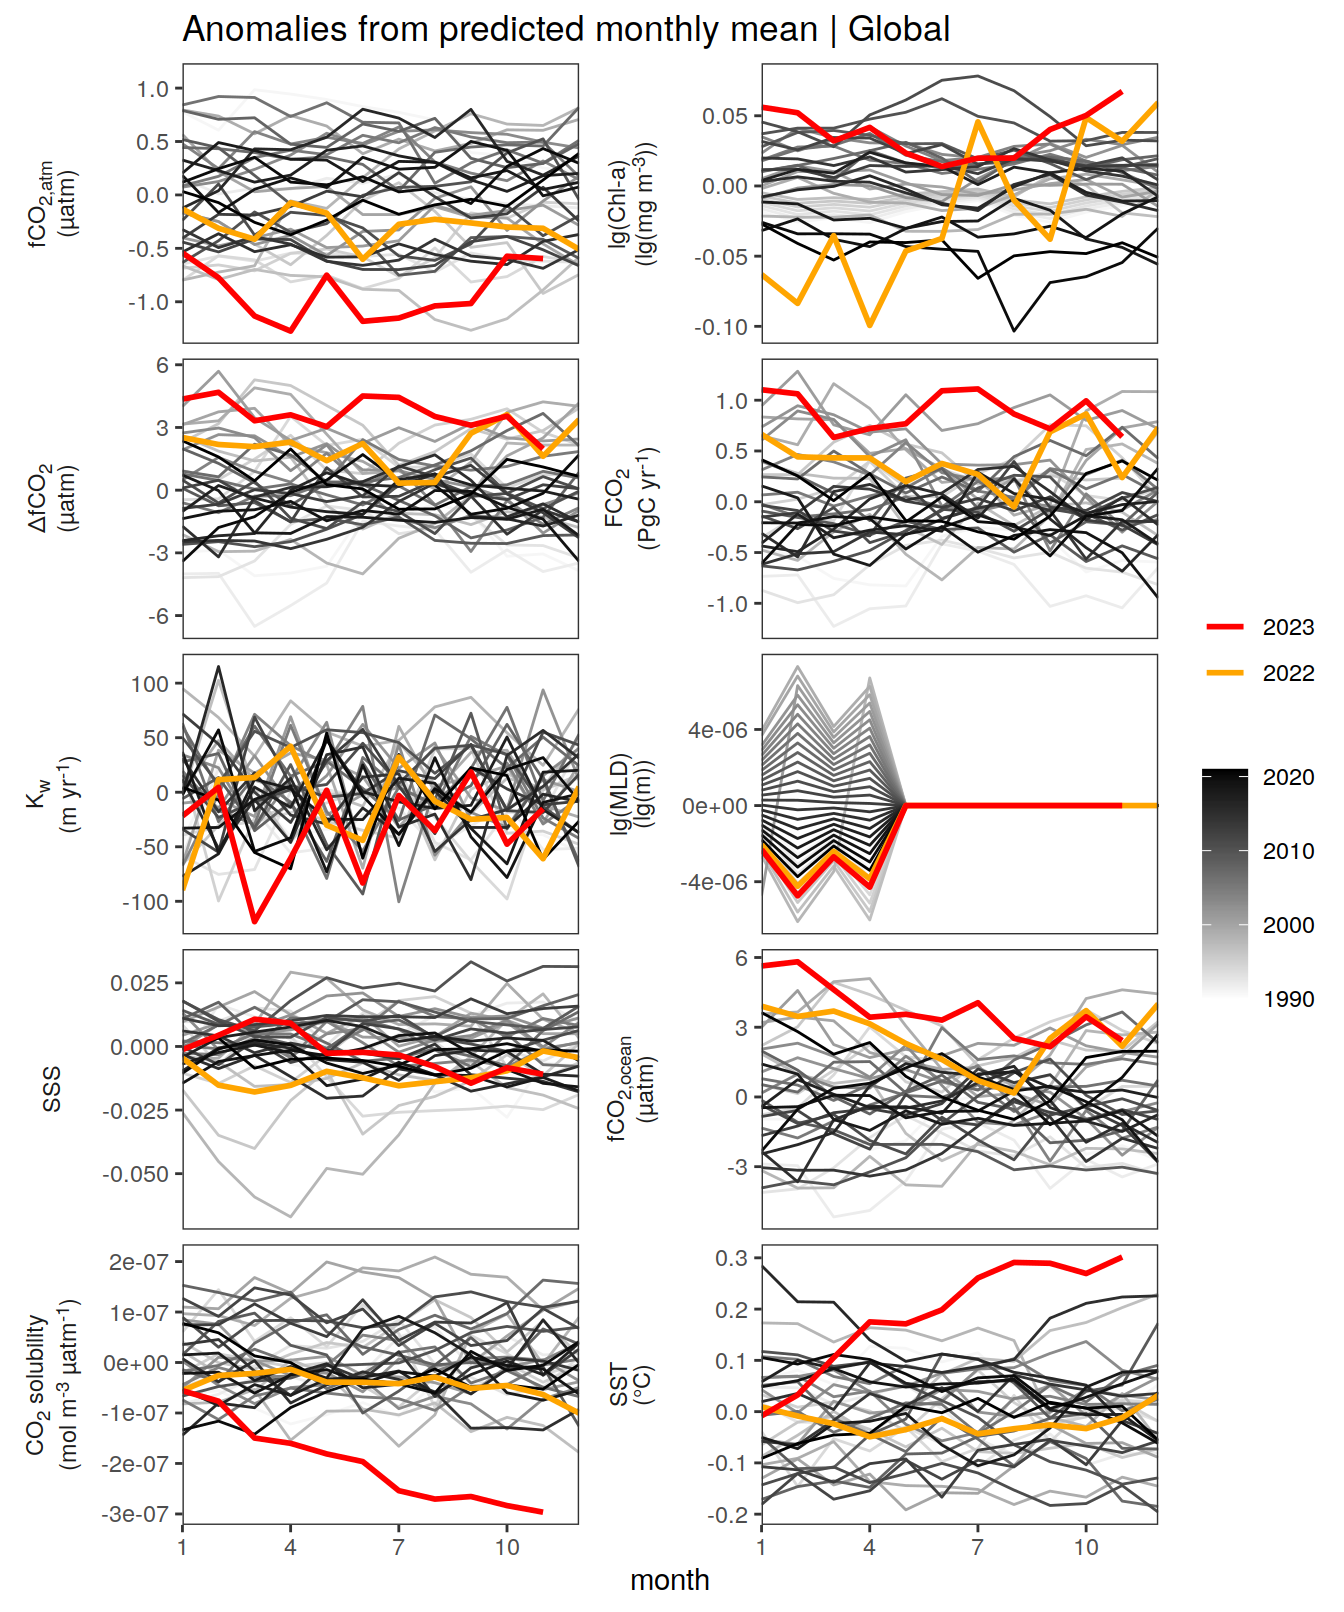 Anomalies from predicted monthly mean | Global
fCO2,atm
(µatm)
1.0
0.5
0.0
-0.5
-1.0
lg(Chl-a)
(lg(mg m-3))
0.05
0.00
-0.05
-0.10
ΔfCO2
(µatm)
6
3
0
-3
-6
FCO2
(PgC yr-1)
1.0
0.5
0.0
-0.5
-1.0
Kw
(m yr-1)
100
50
0
-50
-100
lg(MLD)
(lg(m))
4e-06
0e+00
-4e-06
SSS
0.025
0.000
-0.025
-0.050
fCO2,ocean
(µatm)
6
3
0
-3
CO2 solubility
(mol m-3 µatm-1)
2e-07
1e-07
0e+00
-1e-07
-2e-07
-3e-07
SST
(°C)
0.3
0.2
0.1
0.0
-0.1
-0.2
1 4 7 10
1 4 7 10
month
2023
2022
2020
2010
2000
1990